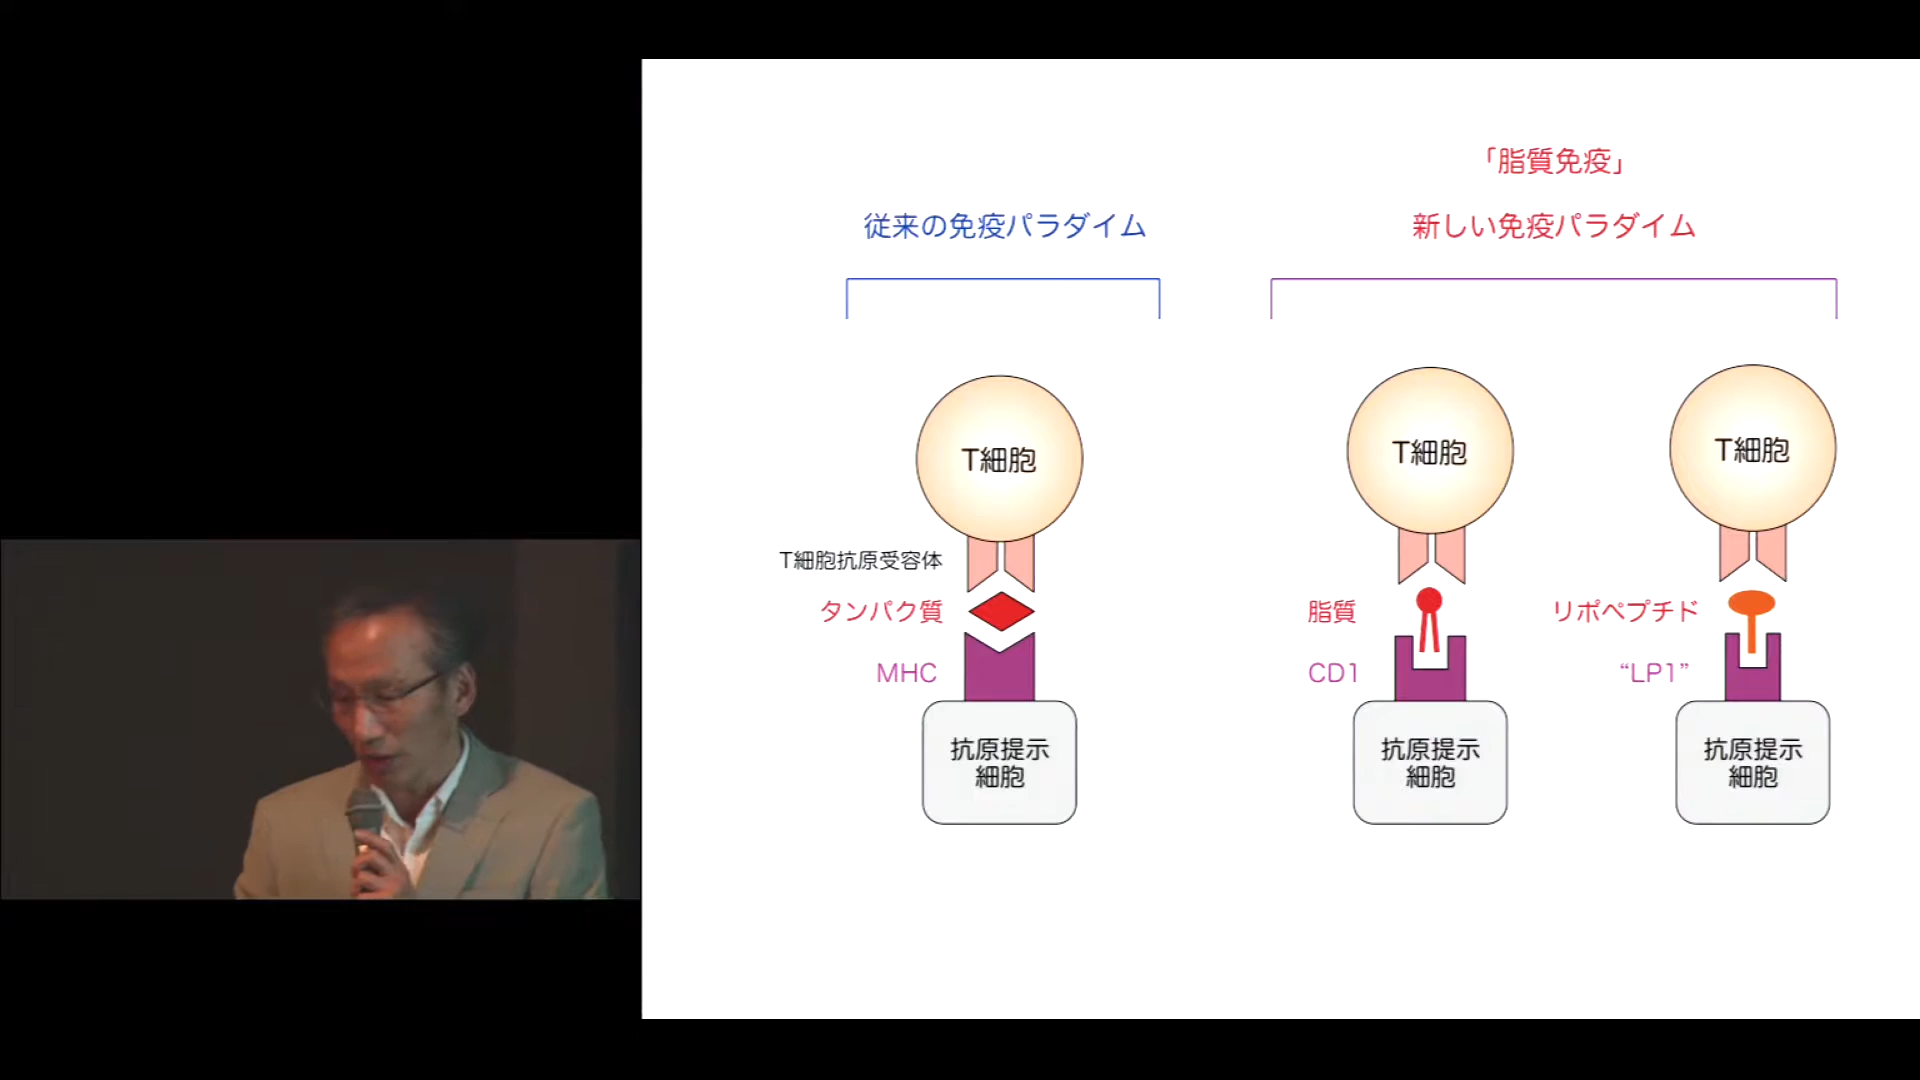 「脂質免疫」
従来の免疫パラダイム
新しい免疫パラダイム
T細胞
T細胞
T細胞
T細胞抗原受容体
タンパク質
脂質
リポペプチド
MHC
CD1
“LP1”
抗原提示
細胞
抗原提示
細胞
抗原提示
細胞